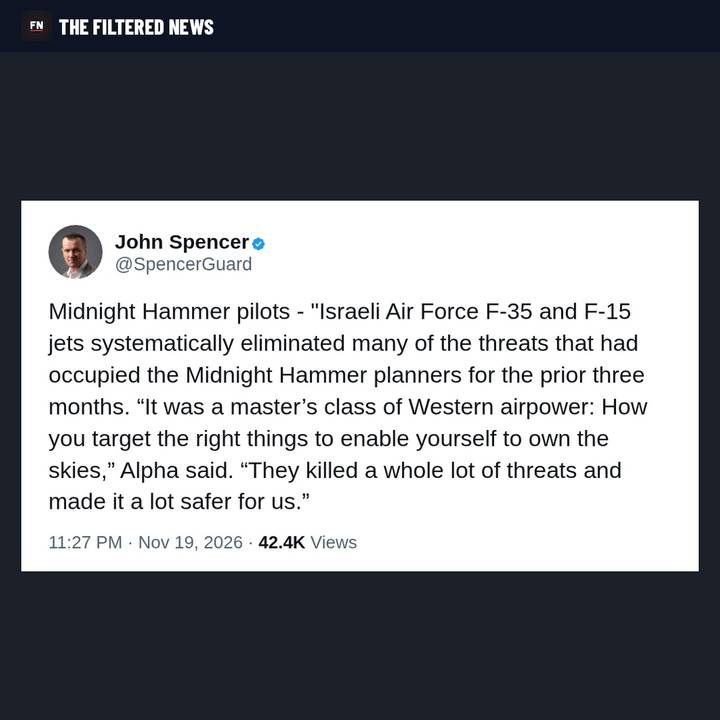 FN THE FILTERED NEWS
John Spencer
@SpencerGuard
Midnight Hammer pilots - "Israeli Air Force F-35 and F-15
jets systematically eliminated many of the threats that had
occupied the Midnight Hammer planners for the prior three
months. “It was a master’s class of Western airpower: How
you target the right things to enable yourself to own the
skies,” Alpha said. “They killed a whole lot of threats and
made it a lot safer for us.”
11:27 PM · Nov 19, 2026 · 42.4K Views